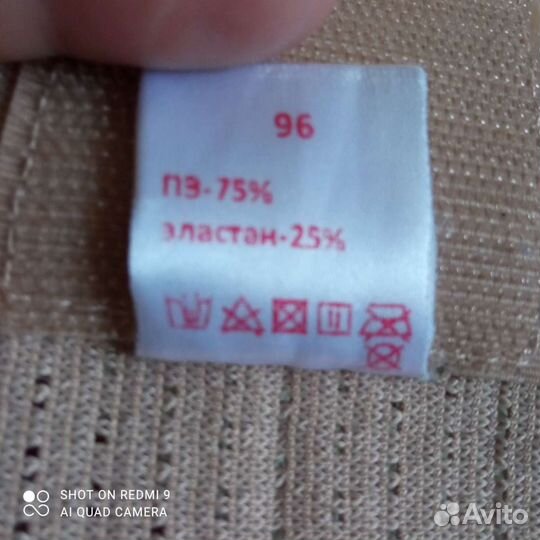 96
ПЭ-75%
эластан-25%
SHOT ON REDMI 9
AI QUAD CAMERA
Avito